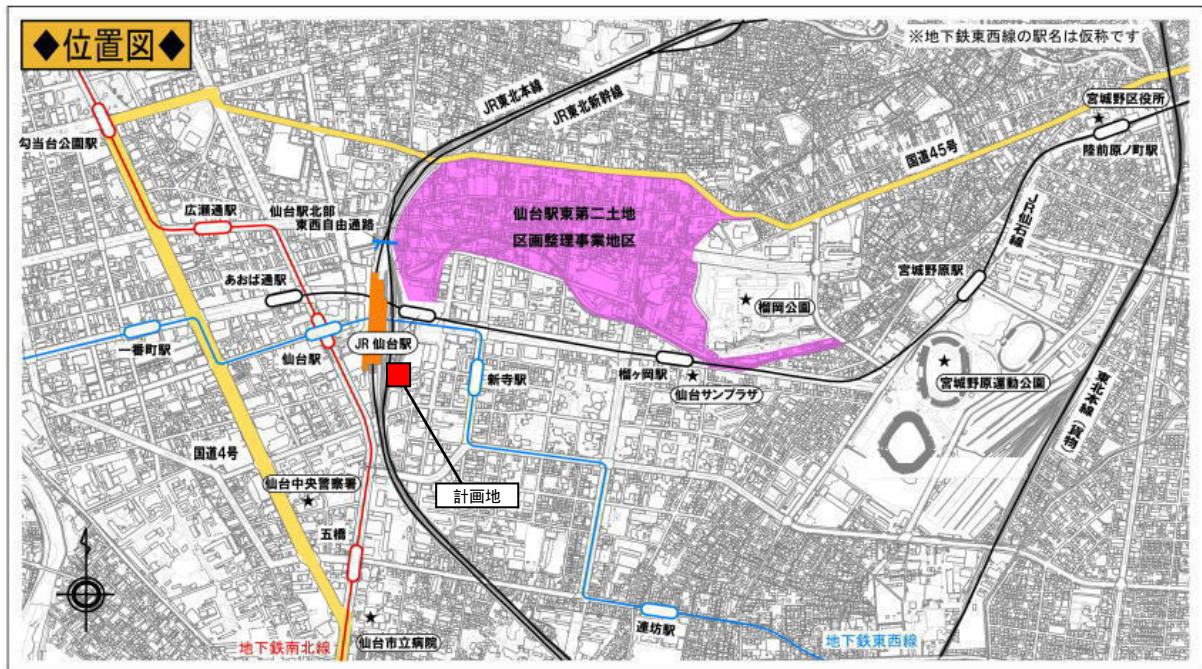 ◆位置図◆
※地下鉄東西線の駅名は仮称です
JR東北本線
JR東北新幹線
宮城野区役所
勾当台公園駅
国道45号
陸前原ノ町駅
広瀬通駅
仙台駅北部
東西自由通路
仙台駅東第二土地
区画整理事業地区
JR仙石線
あおば通駅
宮城野原駅
榴岡公園
一番町駅
仙台駅
JR 仙台駅
新寺駅
榴ヶ岡駅
仙台サンプラザ
宮城野原運動公園
東北本線(貨物)
国道4号
仙台中央警察署
計画地
五橋
連坊駅
仙台市立病院
地下鉄南北線
地下鉄東西線